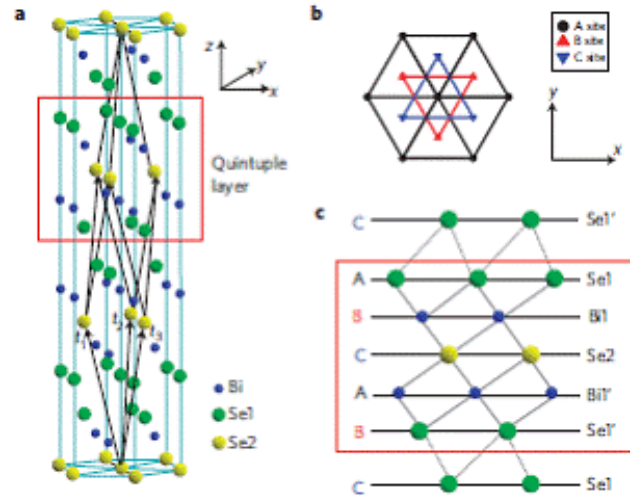 a
z
y
x
Quintuple
layer
t1
t2
t3
Bi
Se1
Se2
b
A site
B site
C site
y
x
c
C Se1′
A Se1
B Bi1
C Se2
A Bi1′
B Se1′
C Se1